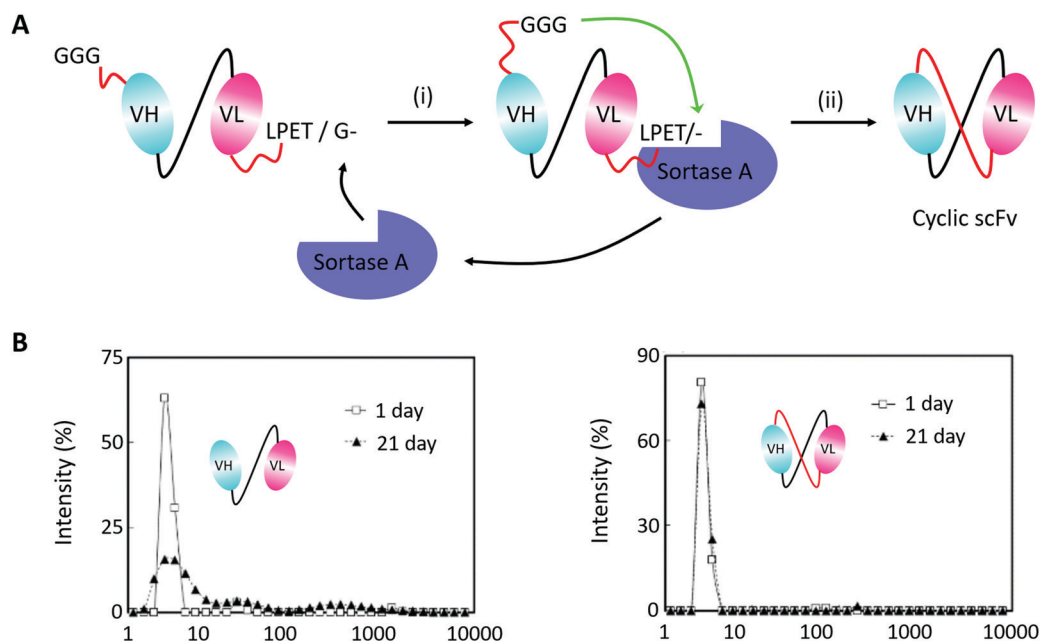 A
GGG
VH
VL
LPET / G-
(i)
Sortase A
GGG
VH
VL
LPET/-
Sortase A
(ii)
VH
VL
Cyclic scFv
B
Intensity (%)
75
50
25
0
1 day
21 day
VH
VL
1 10 100 1000 10000
Intensity (%)
90
60
30
0
1 day
21 day
VH
VL
1 10 100 1000 10000